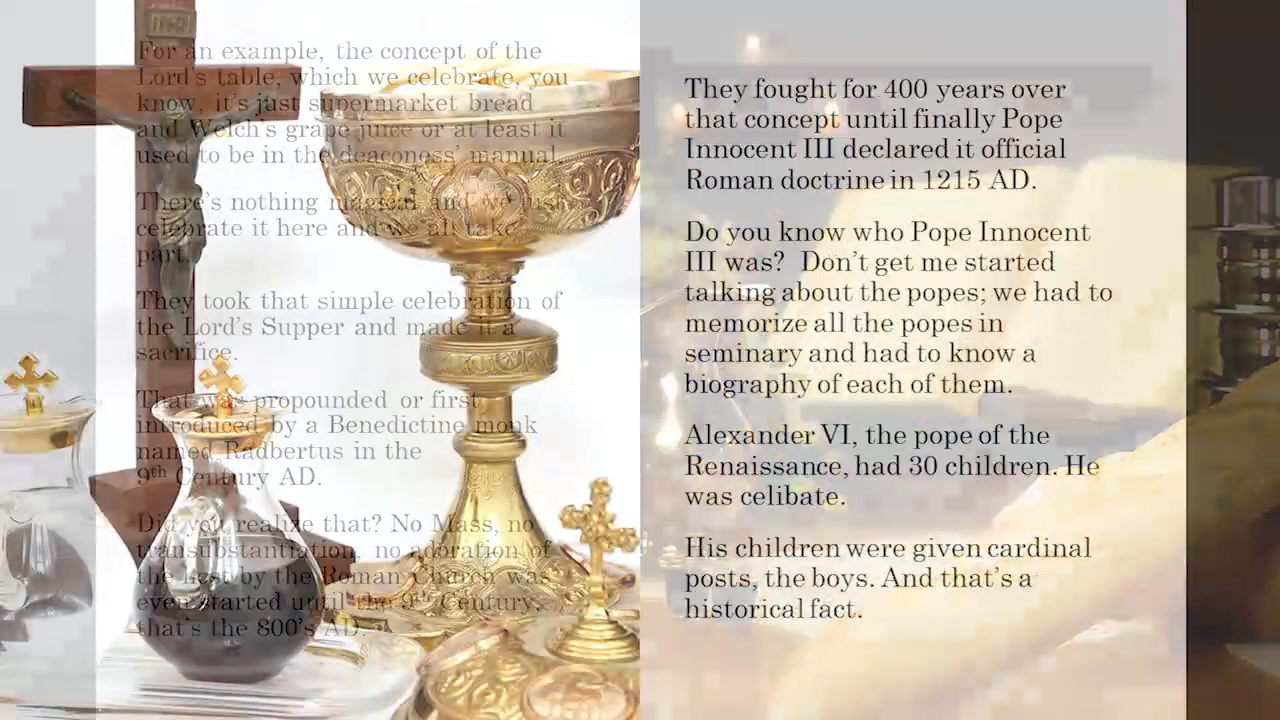 For an example, the concept of the
Lord's table, which we celebrate, you
know, it's just supermarket bread
and Welch's grape juice or at least it
used to be in the deaconess' manual.
There's nothing magical and we just
celebrate it here and we all take
part.
They took that simple celebration of
the Lord's Supper and made it a
sacrifice.
That was propounded or first
introduced by a Benedictine monk
named Radbertus in the
9th Century AD.
Did you realize that? No Mass, no
transubstantiation, no adoration of
the host by the Roman Church was
even started until the 9th Century,
that's the 800's AD.
They fought for 400 years over
that concept until finally Pope
Innocent III declared it official
Roman doctrine in 1215 AD.
Do you know who Pope Innocent
III was?  Don't get me started
talking about the popes; we had to
memorize all the popes in
seminary and had to know a
biography of each of them.
Alexander VI, the pope of the
Renaissance, had 30 children. He
was celibate.
His children were given cardinal
posts, the boys. And that's a
historical fact.